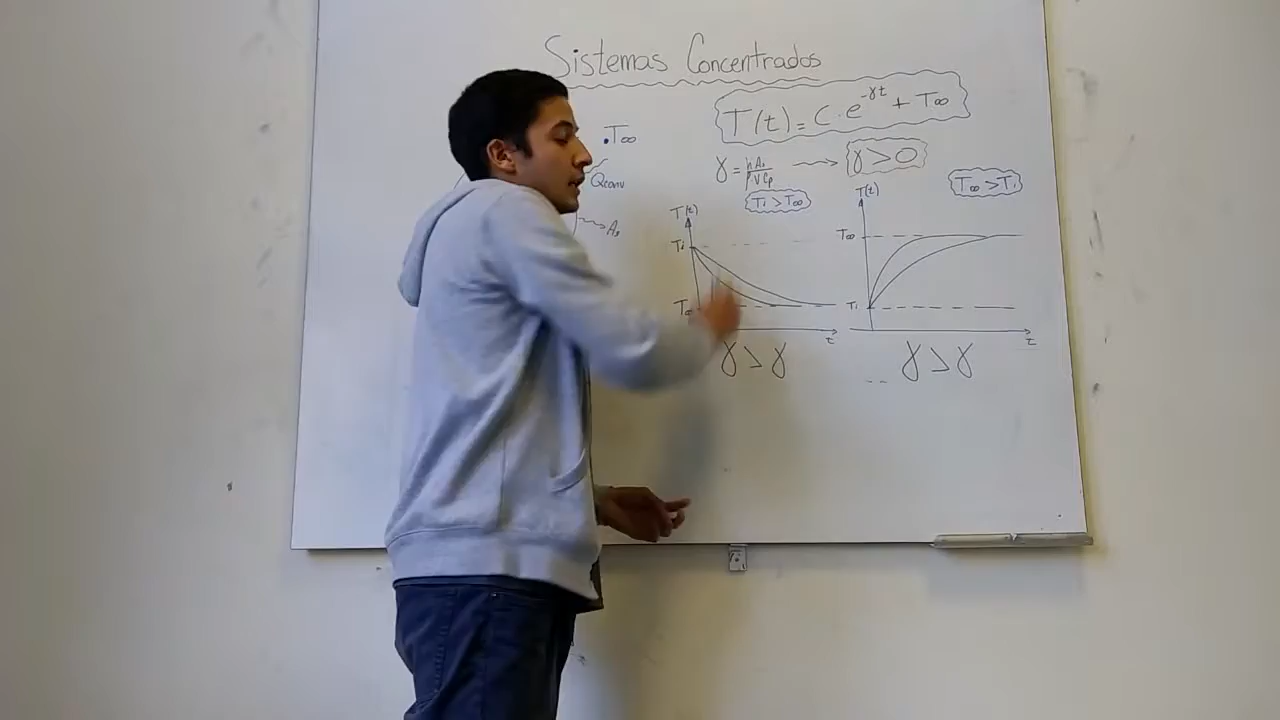 Sistemas Concentrados
T(t) = C . e^-γt + T∞
.T∞
Qconv
As
γ = hAs / ρVCp → γ > 0
Ti > T∞
T∞ > Ti
T(t)
Ti
T∞
t
γ > γ
T(t)
T∞
Ti
t
γ > γ